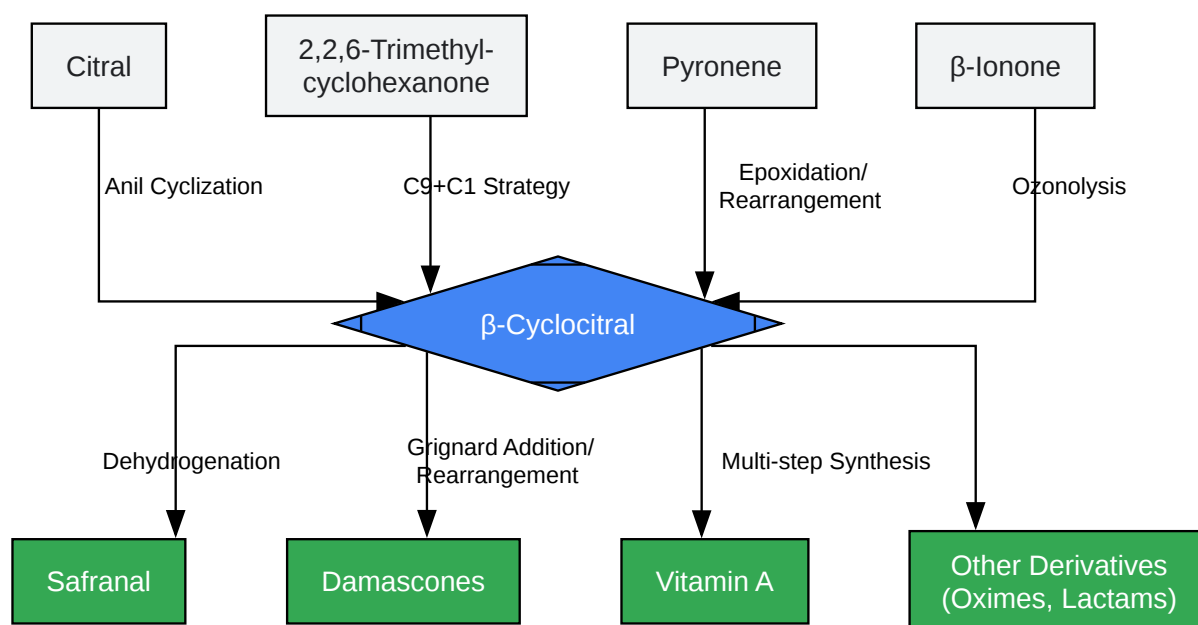 Citral
2,2,6-Trimethyl-
cyclohexanone
Pyronene
β-Ionone
Anil Cyclization
C9+C1 Strategy
Epoxidation/
Rearrangement
Ozonolysis
β-Cyclocitral
Dehydrogenation
Grignard Addition/
Rearrangement
Multi-step Synthesis
Safranal
Damascones
Vitamin A
Other Derivatives
(Oximes, Lactams)